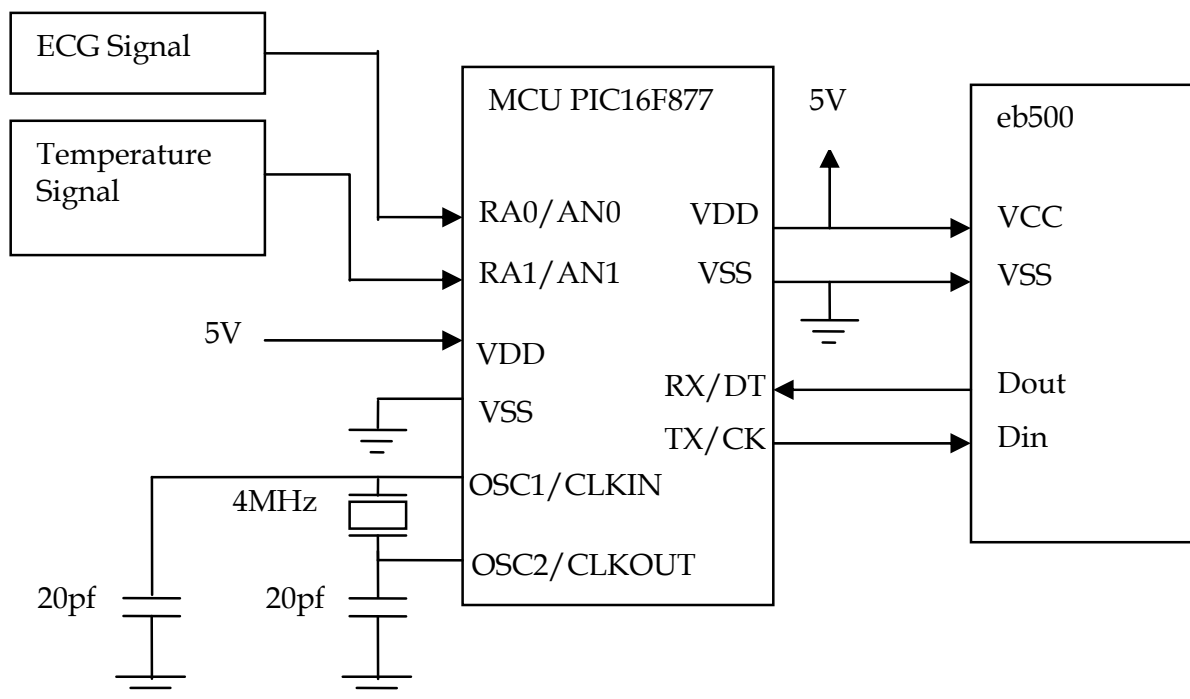 ECG Signal
Temperature
Signal
MCU PIC16F877
5V
eb500
RA0/AN0
VDD
VCC
RA1/AN1
VSS
VSS
5V
VDD
VSS
RX/DT
Dout
TX/CK
Din
OSC1/CLKIN
4MHz
OSC2/CLKOUT
20pf
20pf